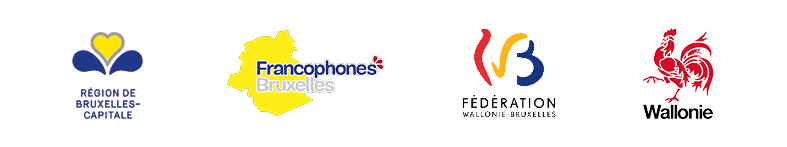 RÉGION DE
BRUXELLES-
CAPITALE
Francophones
Bruxelles
FÉDÉRATION
WALLONIE-BRUXELLES
Wallonie